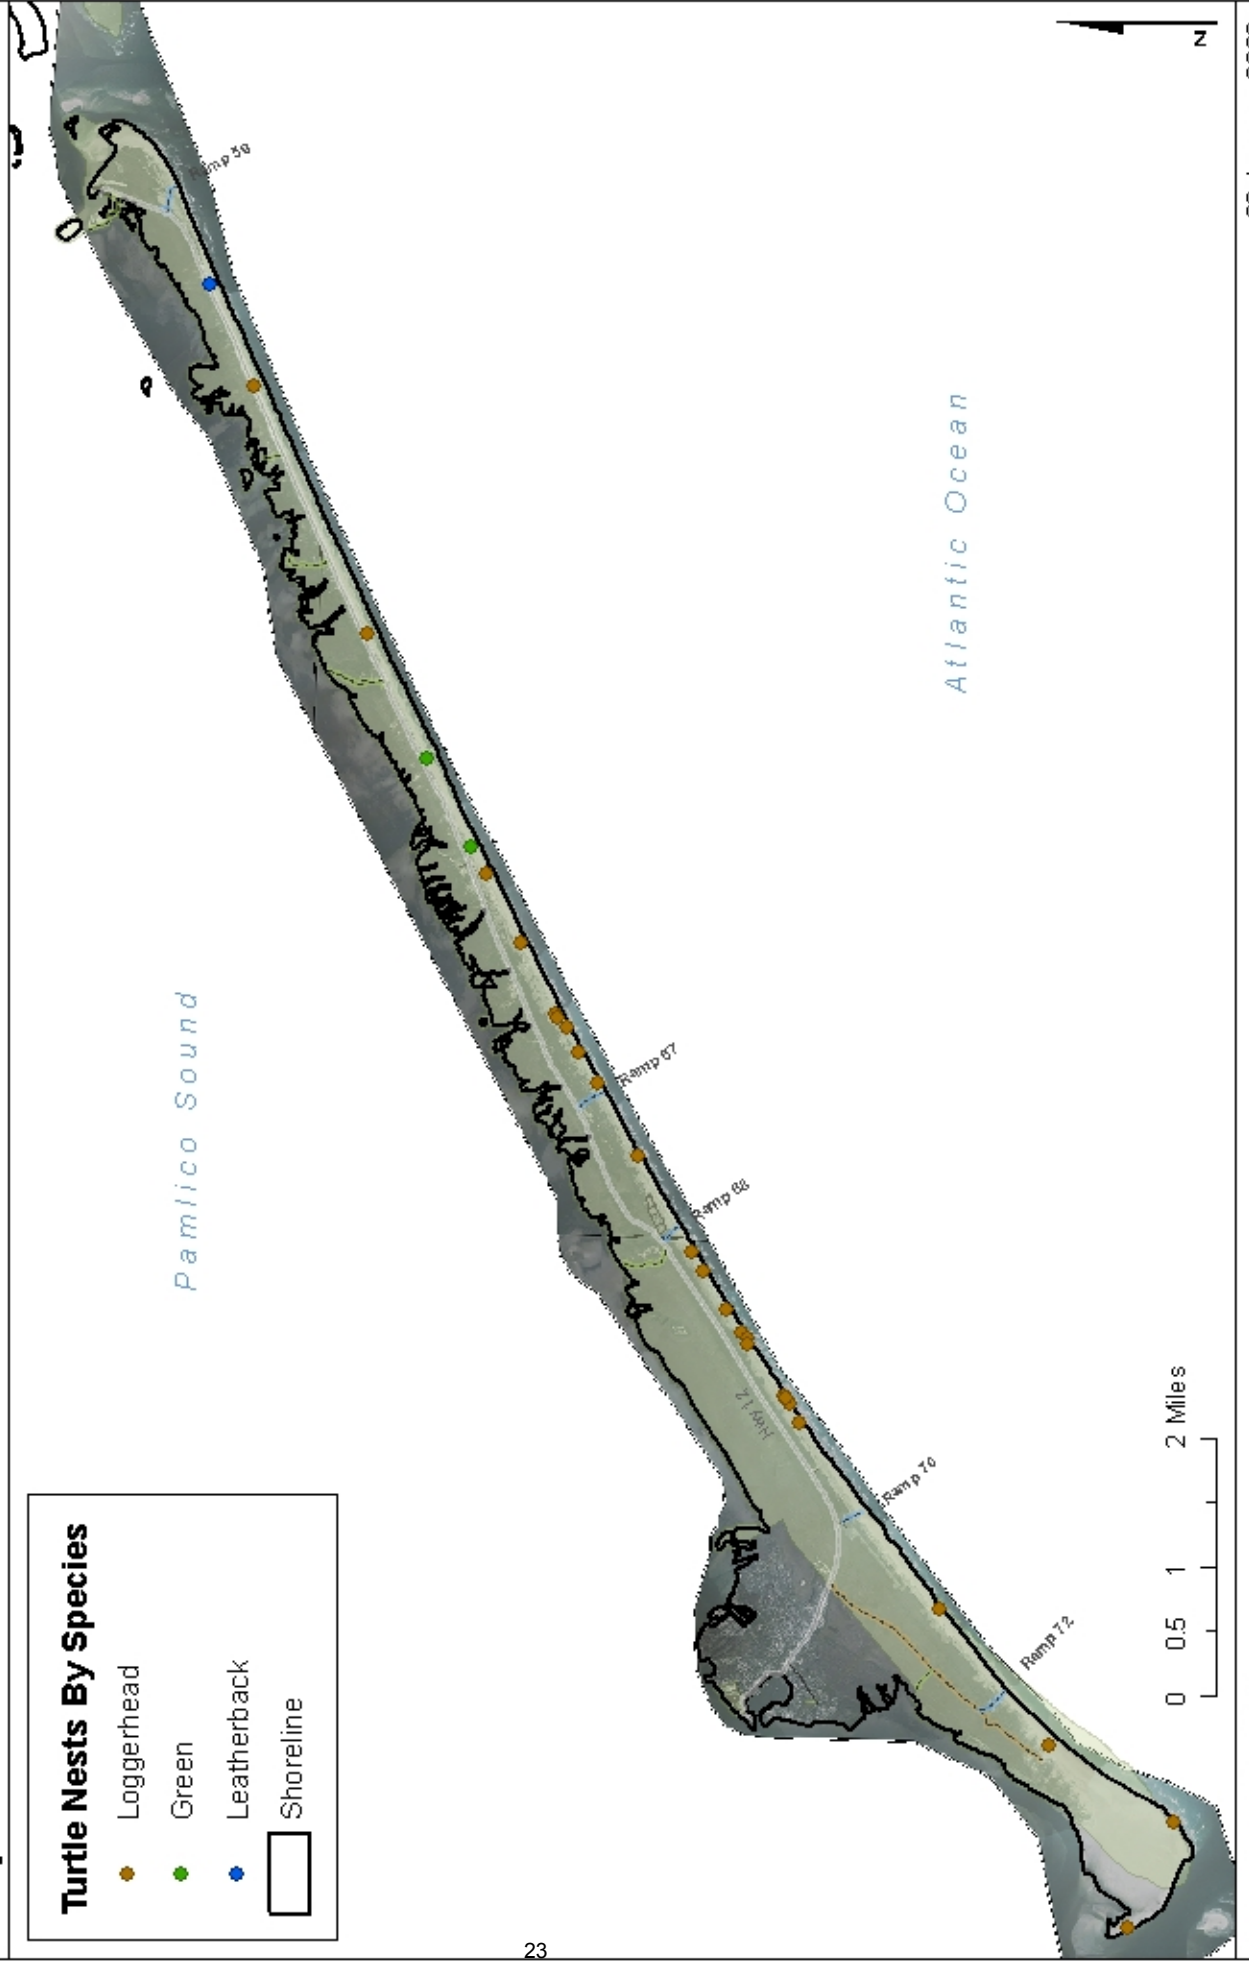 Turtle Nests By Species
Loggerhead
Green
Leatherback
Shoreline
Pamlico Sound
Atlantic Ocean
Ramp 59
Ramp 67
Ramp 68
Hwy 12
Ramp 70
Ramp 72
0 0.5 1 2 Miles
N
23